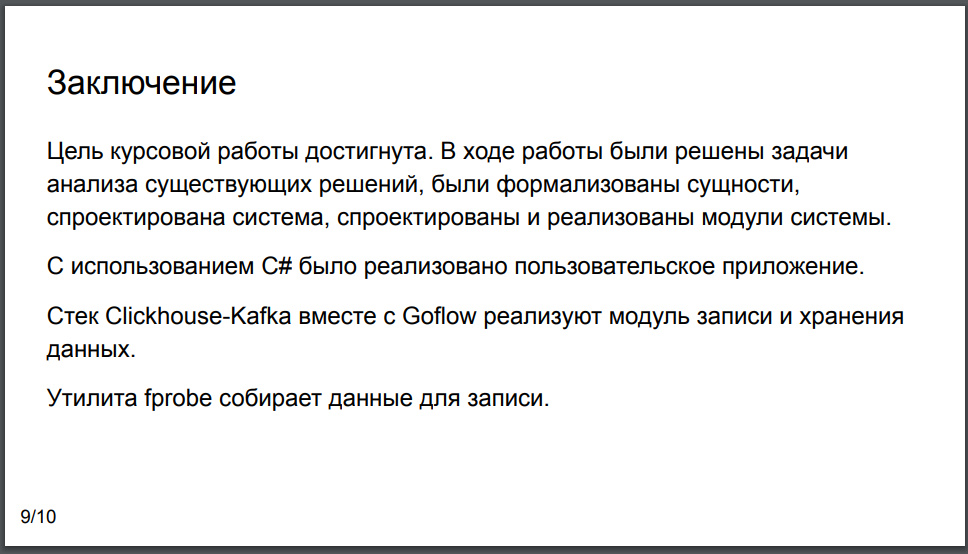 Заключение
Цель курсовой работы достигнута. В ходе работы были решены задачи
анализа существующих решений, были формализованы сущности,
спроектирована система, спроектированы и реализованы модули системы.
С использованием C# было реализовано пользовательское приложение.
Стек Clickhouse-Kafka вместе с Goflow реализуют модуль записи и хранения
данных.
Утилита fprobe собирает данные для записи.
9/10